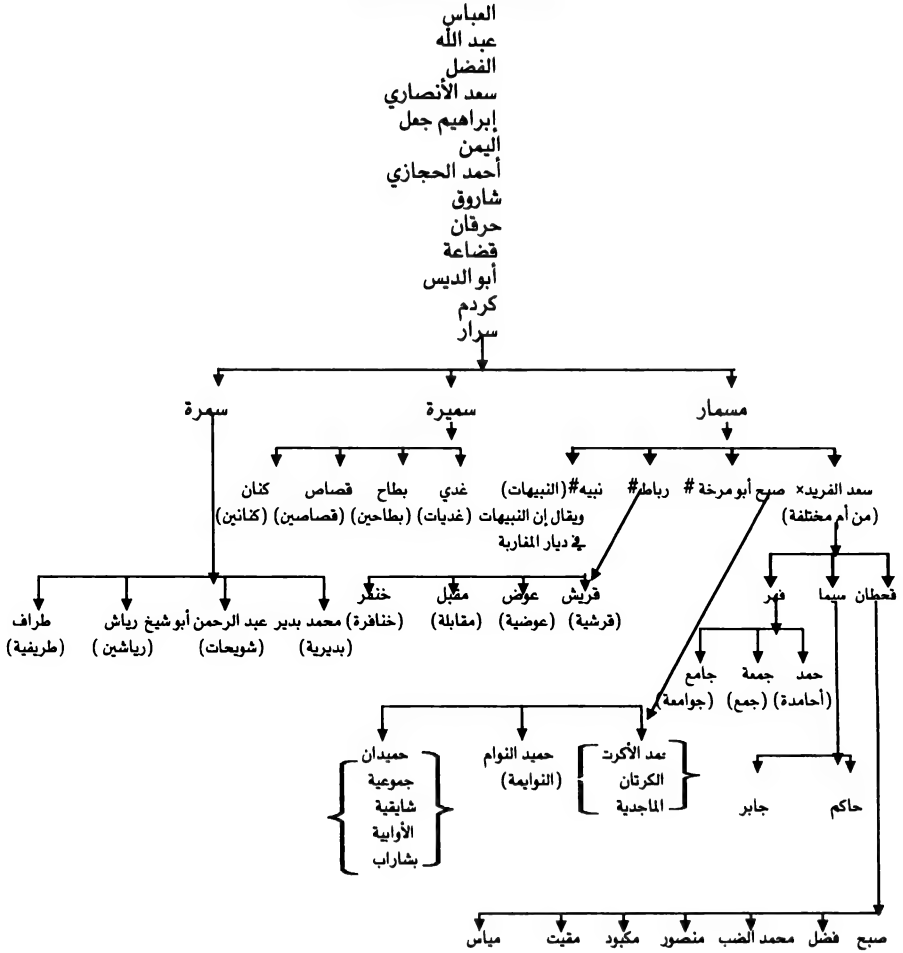 العباس
عبد الله
الفضل
سعد الأنصاري
إبراهيم جعل
اليمن
أحمد الحجازي
شاروق
حرقان
قضاعة
أبو الديس
كردم
سرار
مسمار سميرة سمرة
سعد الفريد× صبح أبو مرخة # رباط# نبيه#(النبيهات) غدي بطاح قصاص كنان
(من أم مختلفة) ويقال إن النبيهات (غديات) (بطاحين) (قصاصين) (كنانين)
في ديار المغاربة
قحطان سيما فهر قريش عوض مقبل خنفر
(قرشية) (عوضية) (مقابلة) (خنافرة)
محمد بدير عبد الرحمن أبو شيخ رياش طراف
(بديرية) (شويحات) (رياشين) (طريفية)
حمد جمعة جامع
(أحامدة) (جمع) (جوامعة)
الأكرت حميد النوام حميدان
الكرتان (النوايمة) جموعية
الماجدية شايقية
الأوابية
بشاراب
حاكم جابر
صبح فضل محمد الضب منصور مكبود مقيت مياس